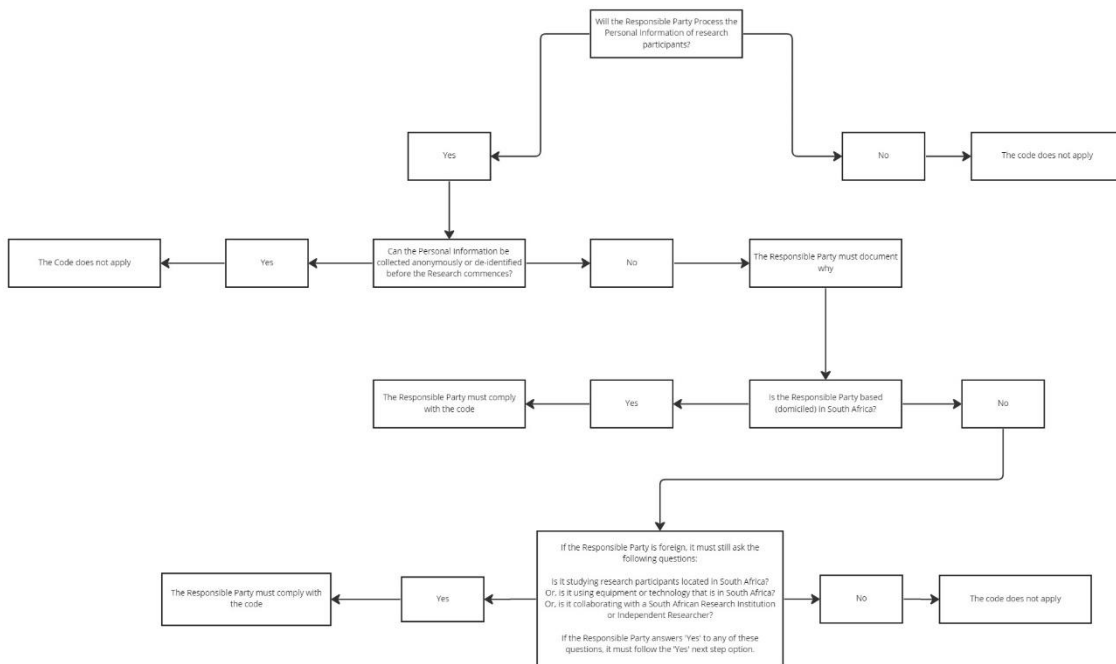 Will the Responsible Party Process the
Personal Information of research
participants?
Yes
No
The code does not apply
The Code does not apply
Yes
Can the Personal Information be
collected anonymously or de-identified
before the Research commences?
No
The Responsible Party must document
why
The Responsible Party must comply
with the code
Yes
Is the Responsible Party based
(domiciled) in South Africa?
No
If the Responsible Party is foreign, it must still ask the
following questions:
Is it studying research participants located in South Africa?
Or, is it using equipment or technology that is in South Africa?
Or, is it collaborating with a South African Research Institution
or Independent Researcher?
If the Responsible Party answers 'Yes' to any of these
questions, it must follow the 'Yes' next step option.
The Responsible Party must comply with
the code
Yes
No
The code does not apply